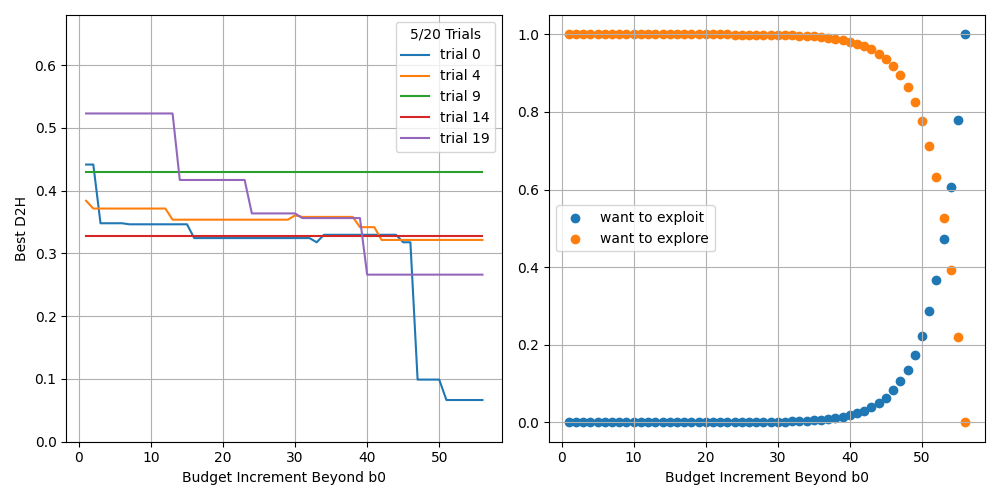 5/20 Trials
trial 0
trial 4
trial 9
trial 14
trial 19
Best D2H
0.6
0.5
0.4
0.3
0.2
0.1
0.0
0 10 20 30 40 50
Budget Increment Beyond b0
1.0
0.8
0.6
0.4
0.2
0.0
want to exploit
want to explore
0 10 20 30 40 50
Budget Increment Beyond b0